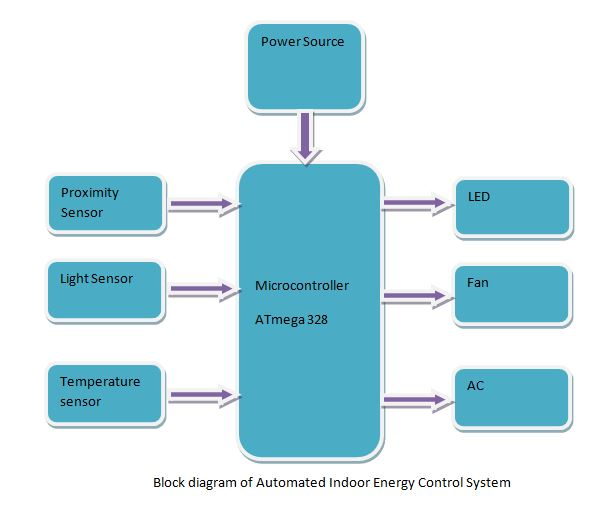 Power Source
Proximity
Sensor
LED
Light Sensor
Microcontroller
ATmega 328
Fan
Temperature
sensor
AC
Block diagram of Automated Indoor Energy Control System